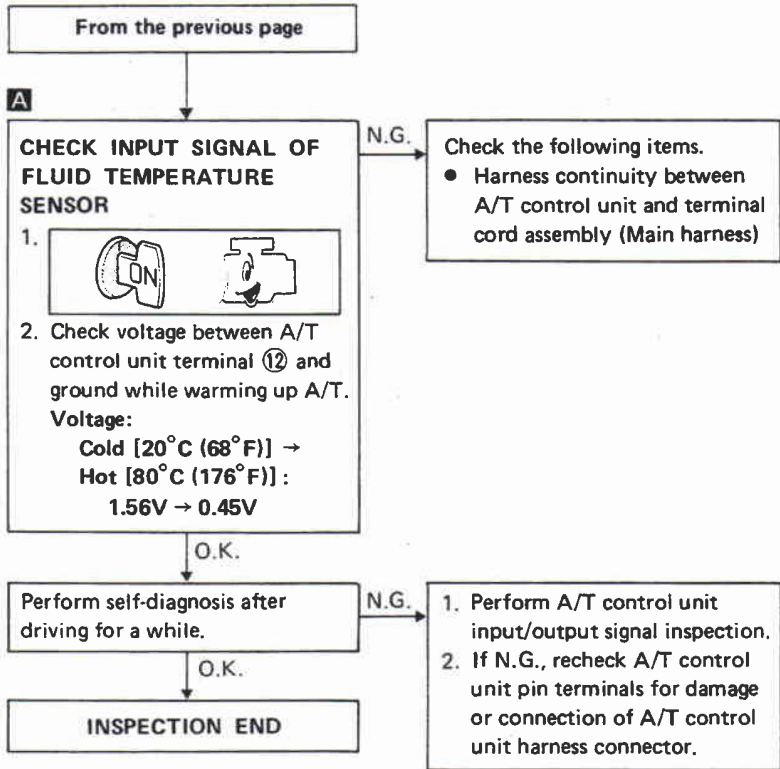 From the previous page
A
CHECK INPUT SIGNAL OF
FLUID TEMPERATURE
SENSOR
1.
ON
2. Check voltage between A/T
control unit terminal ⑫ and
ground while warming up A/T.
Voltage:
Cold [20°C (68°F)] →
Hot [80°C (176°F)] :
1.56V → 0.45V
N.G.
Check the following items.
● Harness continuity between
A/T control unit and terminal
cord assembly (Main harness)
O.K.
Perform self-diagnosis after
driving for a while.
N.G.
1. Perform A/T control unit
input/output signal inspection.
2. If N.G., recheck A/T control
unit pin terminals for damage
or connection of A/T control
unit harness connector.
O.K.
INSPECTION END